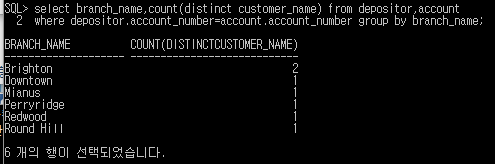 SQL> select branch_name,count(distinct customer_name) from depositor,account
2 where depositor.account_number=account.account_number group by branch_name;
BRANCH_NAME COUNT(DISTINCTCUSTOMER_NAME)
-------------------- ----------------------------
Brighton 2
Downtown 1
Mianus 1
Perryridge 1
Redwood 1
Round Hill 1
6 개의 행이 선택되었습니다.